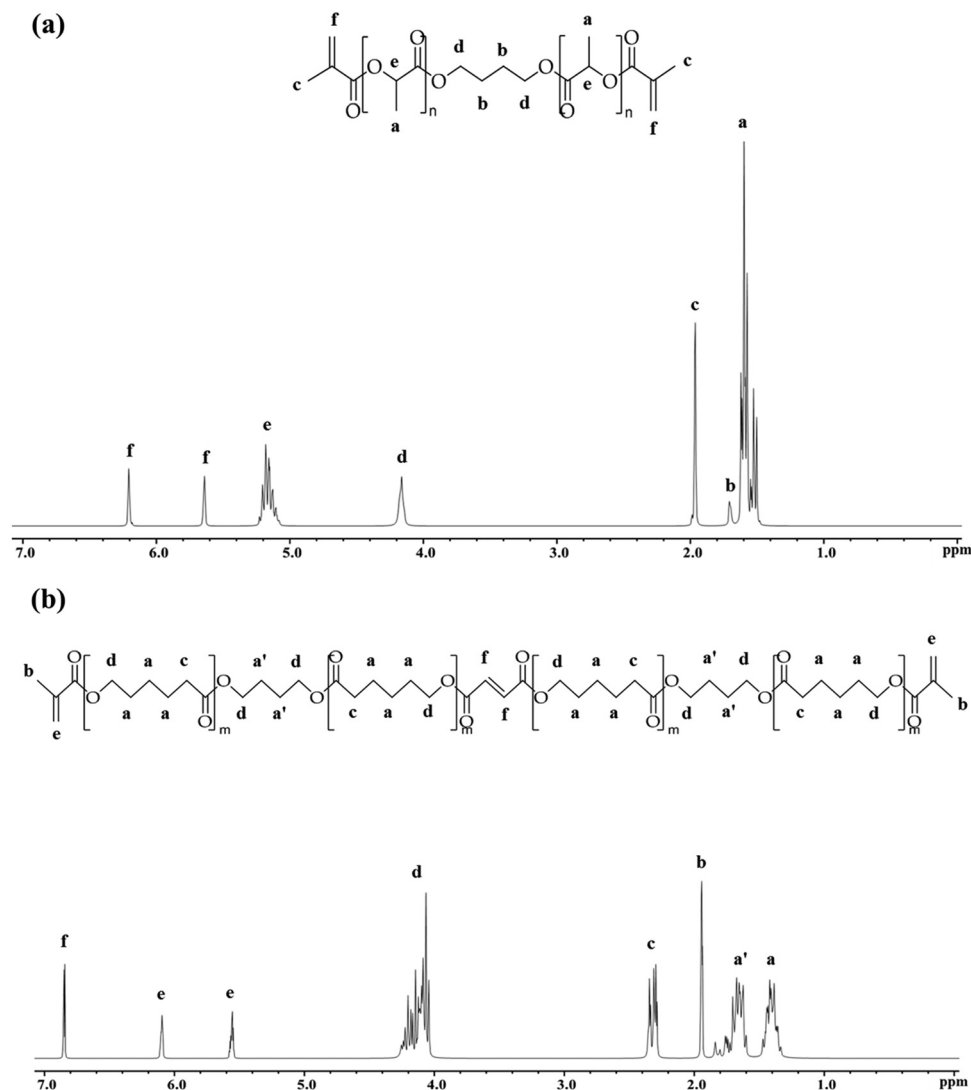 (a)
f a
O O
O e d b O c
c O b d O e O f
O a n O n
f
a
c
f f e d b
7.0 6.0 5.0 4.0 3.0 2.0 1.0 ppm
(b)
e
d a c a' d a a f O d a c a' d a a
b O O O O O O O O
O O O O O O O
a a d a' c a d O f a a d a' c a d b
e O m m O m m O
d
b
f c a' a
e e
7.0 6.0 5.0 4.0 3.0 2.0 1.0 ppm